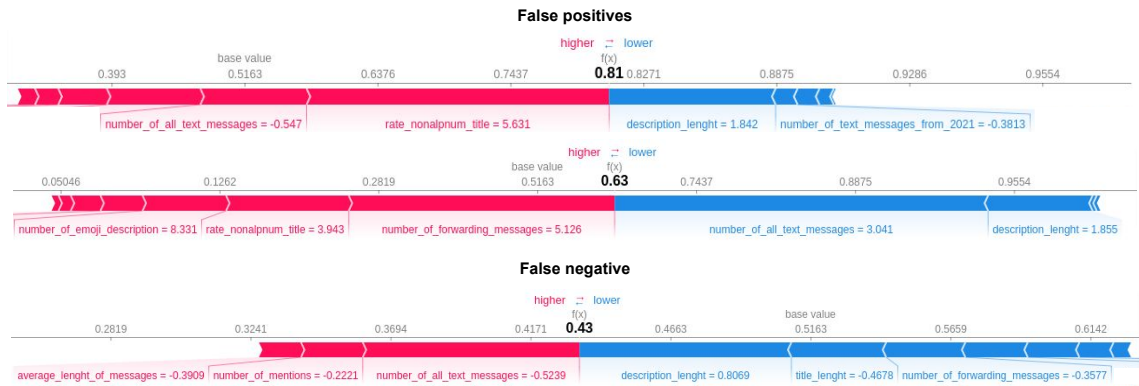 False positives
higher ⇄ lower
base value f(x)
0.393 0.5163 0.6376 0.7437 0.81 0.8271 0.8975 0.9286 0.9554
number_of_all_text_messages = -0.547 rate_nonalpnum_title = 5.631 description_lenght = 1.842 number_of_text_messages_from_2021 = -0.3813
higher ⇄ lower
base value f(x)
0.05046 0.1262 0.2819 0.5163 0.63 0.7437 0.8875 0.9554
number_of_emoji_description = 8.331 rate_nonalpnum_title = 3.943 number_of_forwarding_messages = 5.126 number_of_all_text_messages = 3.041 description_lenght = 1.855
False negative
higher ⇄ lower
f(x) base value
0.2819 0.3241 0.3694 0.4171 0.43 0.4663 0.5163 0.5659 0.6142
average_lenght_of_messages = -0.3909 number_of_mentions = -0.2221 number_of_all_text_messages = -0.5239 description_lenght = 0.8069 title_lenght = -0.4678 number_of_forwarding_messages = -0.3577